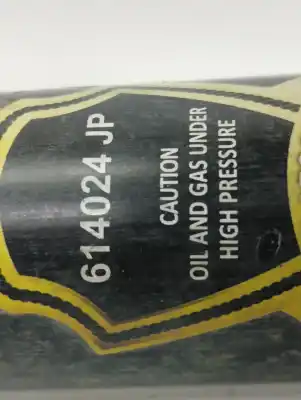 614024 JP
CAUTION
OIL AND GAS UNDER
HIGH PRESSURE